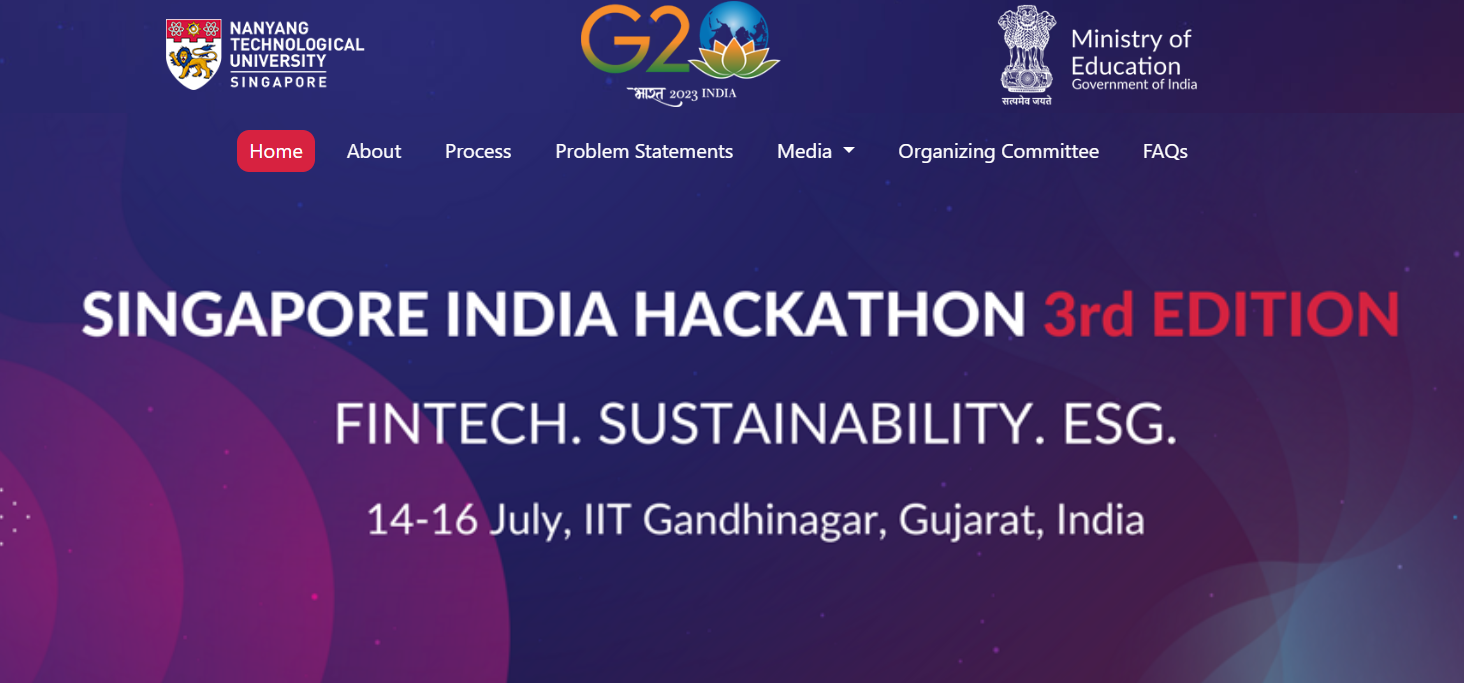 NANYANG
TECHNOLOGICAL
UNIVERSITY
SINGAPORE
G20
भारत 2023 INDIA
Ministry of
Education
Government of India
सत्यमेव जयते
Home About Process Problem Statements Media Organizing Committee FAQs
SINGAPORE INDIA HACKATHON 3rd EDITION
FINTECH. SUSTAINABILITY. ESG.
14-16 July, IIT Gandhinagar, Gujarat, India